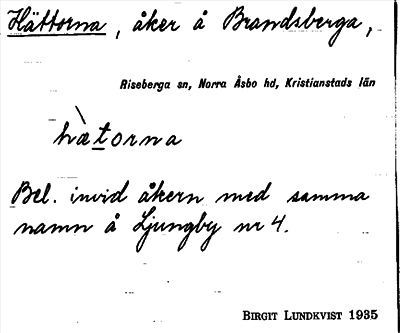 Hättorna, åker å Brandsberga,
Riseberga sn, Norra Åsbo hd, Kristianstads län
hὰtorna
Bel. invid åkern med samma
namn å Ljungby nr 4.
BIRGIT LUNDKVIST 1935